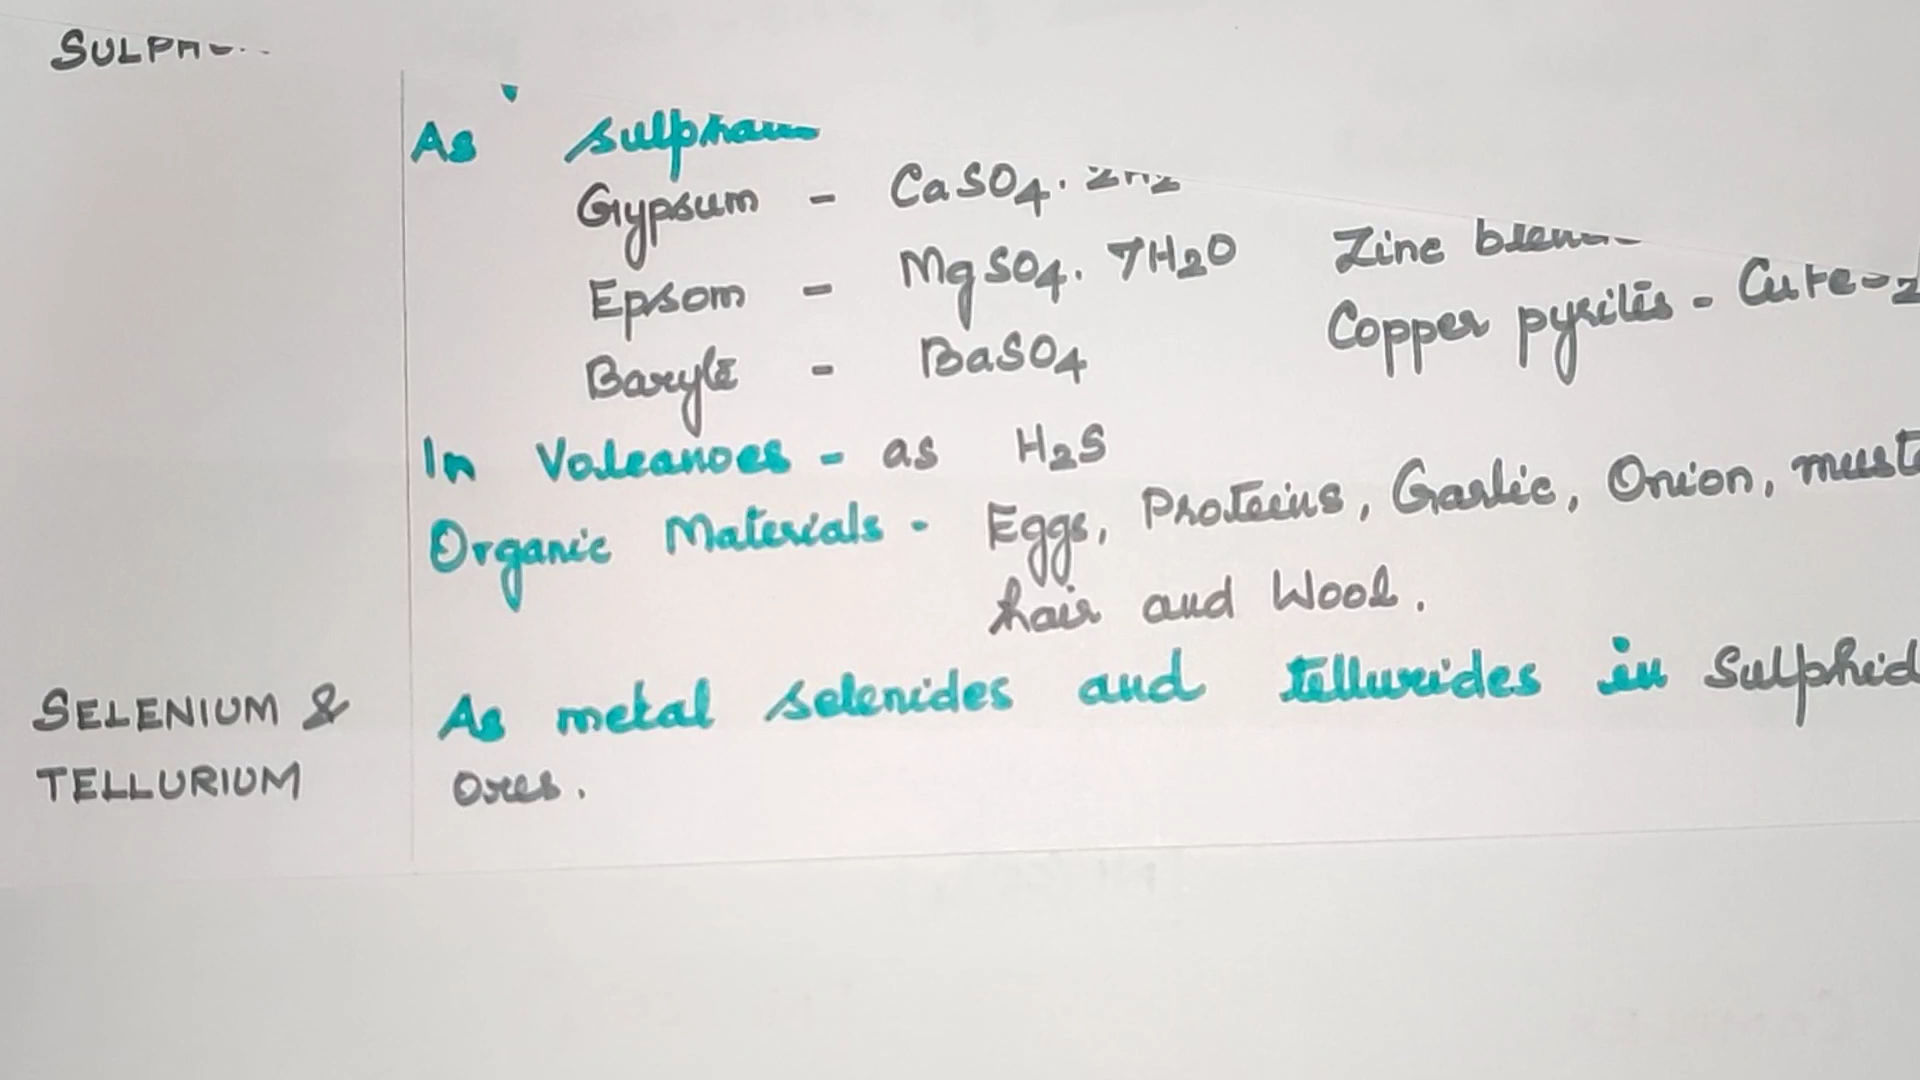 As
Gypsum - CaSO4.
Epsom - MgSO4. 7H2O Zinc
Baryte - BaSO4 Copper pyrites -
In Volcanoes - as H2S
Organic Materials - Eggs, Proteins, Garlic, Onion,
hair and Wool.
SELENIUM & As metal selenides and tellurides in
TELLURIUM ores.